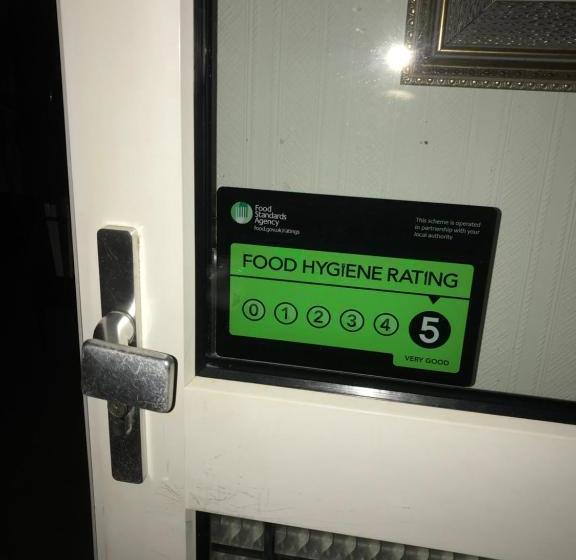 Food
Standards
Agency
food.gov.uk/ratings
This scheme is operated
in partnership with your
local authority
FOOD HYGIENE RATING
0 1 2 3 4 5
VERY GOOD